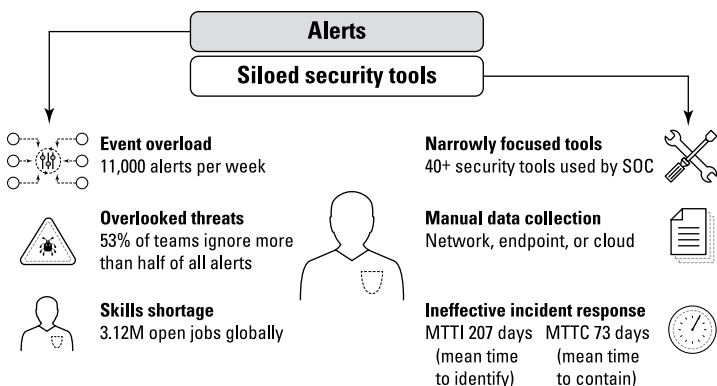 Alerts
Siloed security tools
Event overload
11,000 alerts per week
Overlooked threats
53% of teams ignore more
than half of all alerts
Skills shortage
3.12M open jobs globally
Narrowly focused tools
40+ security tools used by SOC
Manual data collection
Network, endpoint, or cloud
Ineffective incident response
MTTI 207 days MTTC 73 days
(mean time (mean time
to identify) to contain)